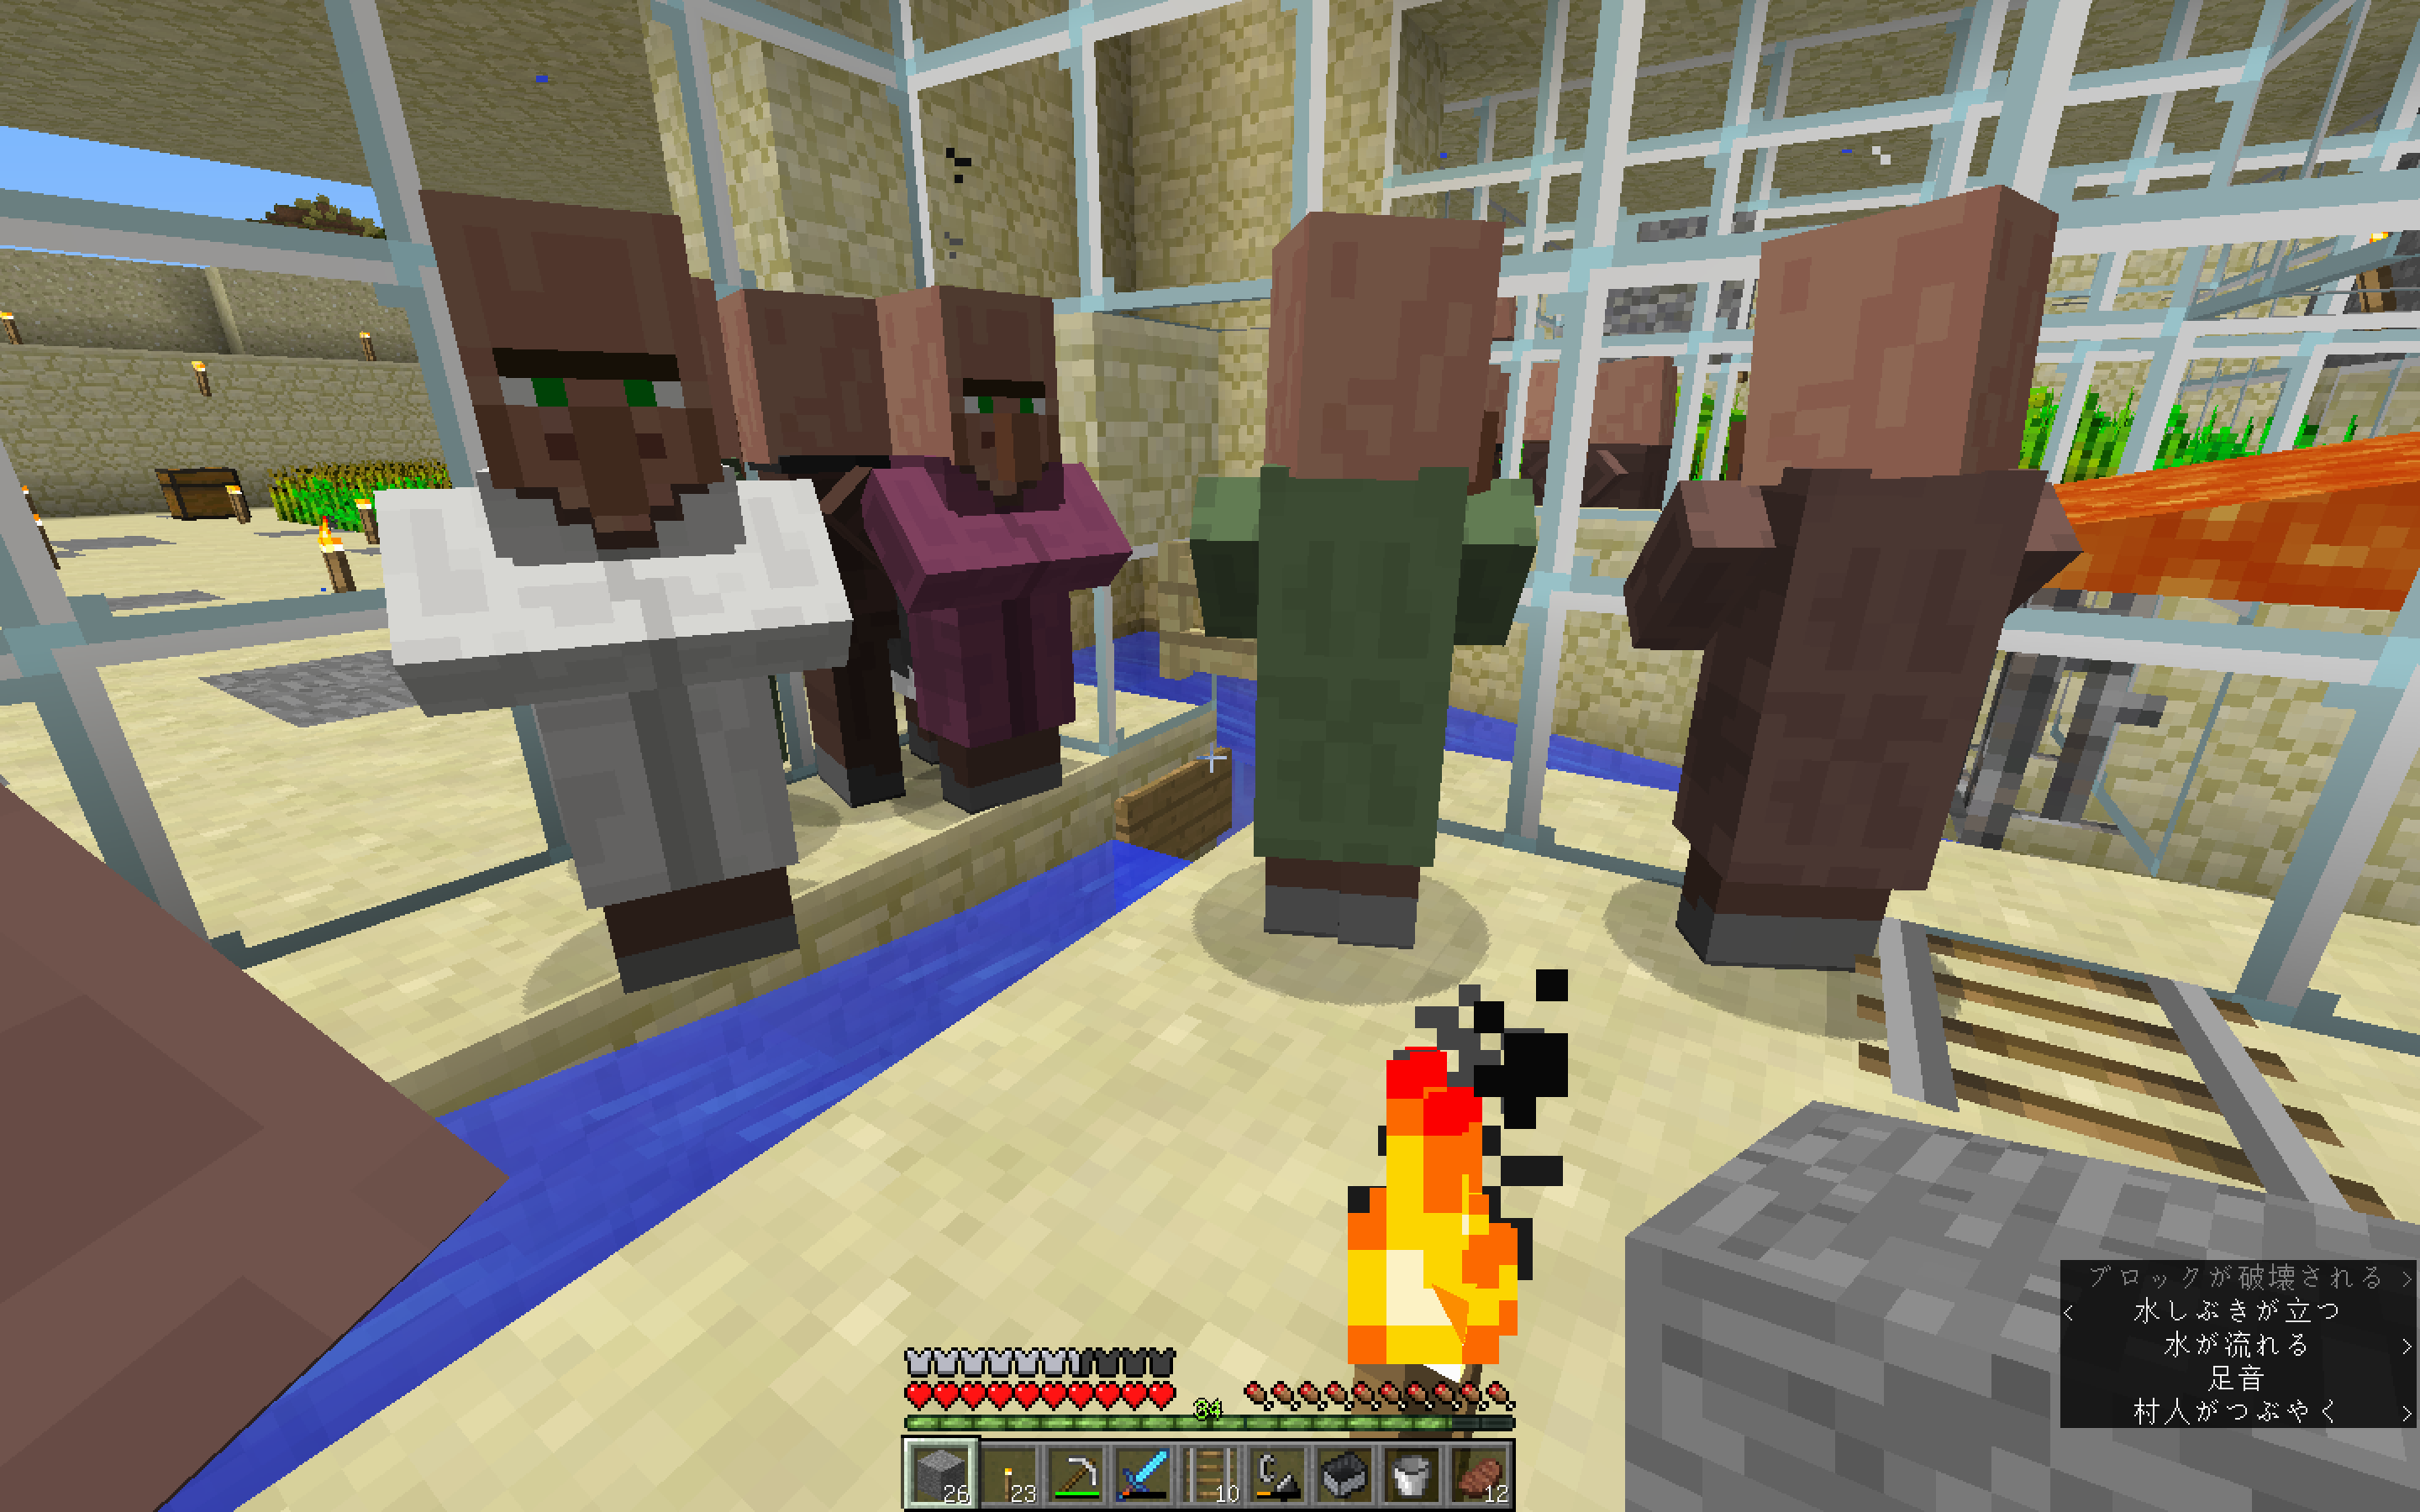 ブロックが破壊される >
< 水しぶきが立つ
水が流れる >
足音
村人がつぶやく >
84
26 23 10 12